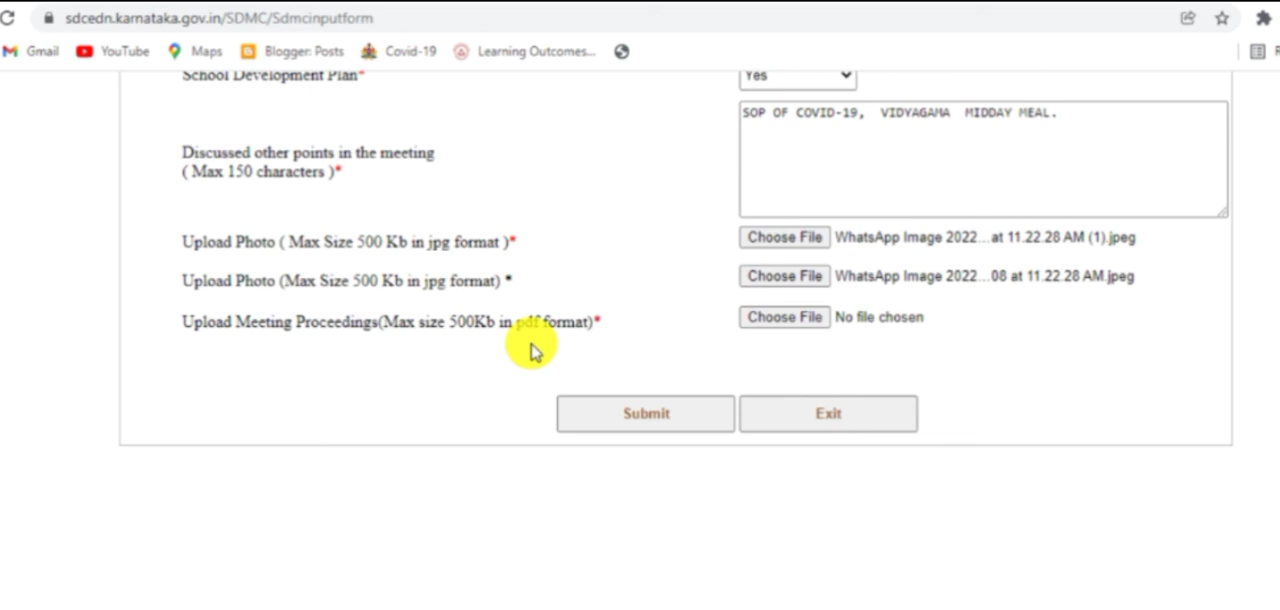 sdcedn.karnataka.gov.in/SDMC/Sdmcinputform
Gmail YouTube Maps Blogger: Posts Covid-19 Learning Outcomes... R
School Development Plan* Yes
SOP OF COVID-19, VIDYAGAMA MIDDAY MEAL.
Discussed other points in the meeting
( Max 150 characters )*
Upload Photo ( Max Size 500 Kb in jpg format )* Choose File WhatsApp Image 2022...at 11.22.28 AM (1).jpeg
Upload Photo (Max Size 500 Kb in jpg format) * Choose File WhatsApp Image 2022...08 at 11.22.28 AM.jpeg
Upload Meeting Proceedings(Max size 500Kb in pdf format)* Choose File No file chosen
Submit Exit